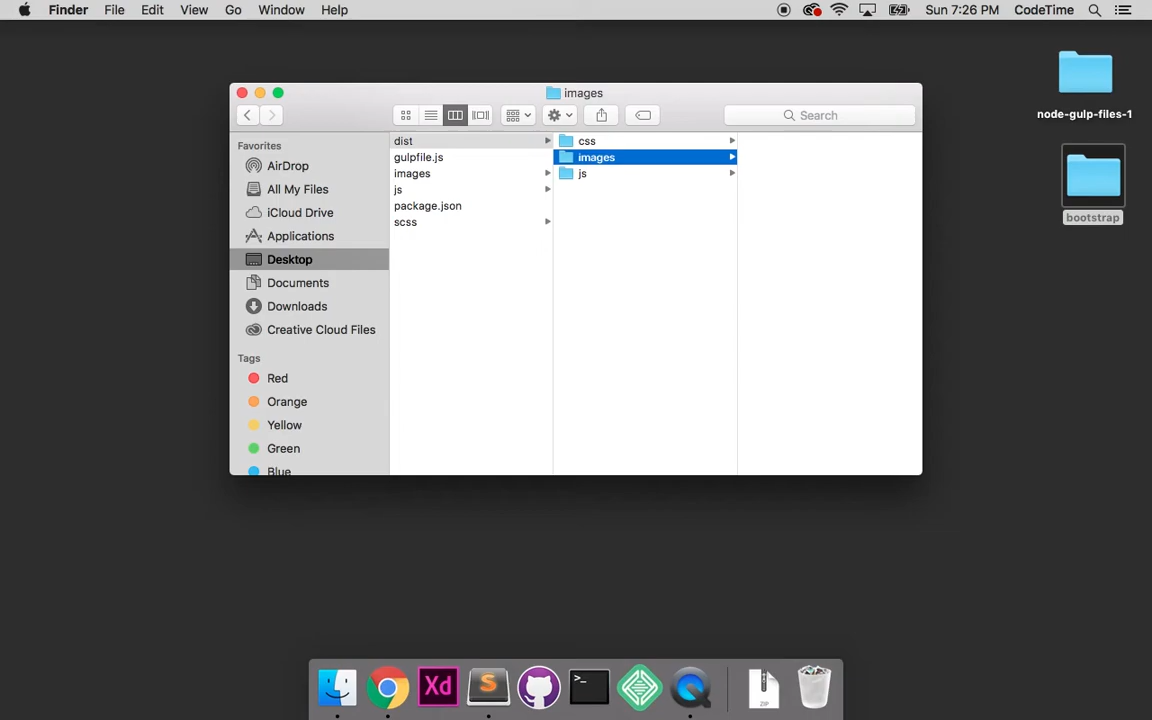 Finder File Edit View Go Window Help Sun 7:26 PM CodeTime
node-gulp-files-1
bootstrap
images
Search
Favorites
AirDrop
All My Files
iCloud Drive
Applications
Desktop
Documents
Downloads
Creative Cloud Files
Tags
Red
Orange
Yellow
Green
Blue
dist
gulpfile.js
images
js
package.json
scss
css
images
js
Xd
S
>_
ZIP